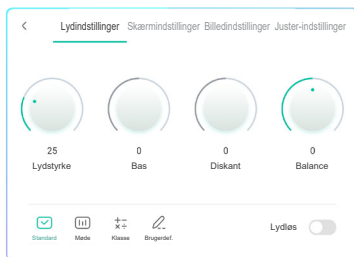 Lydindstillinger Skærmindstillinger Billedindstillinger Juster-indstillinger
25 0 0 0
Lydstyrke Bas Diskant Balance
Standard Møde Klasse Brugerdef. Lydløs